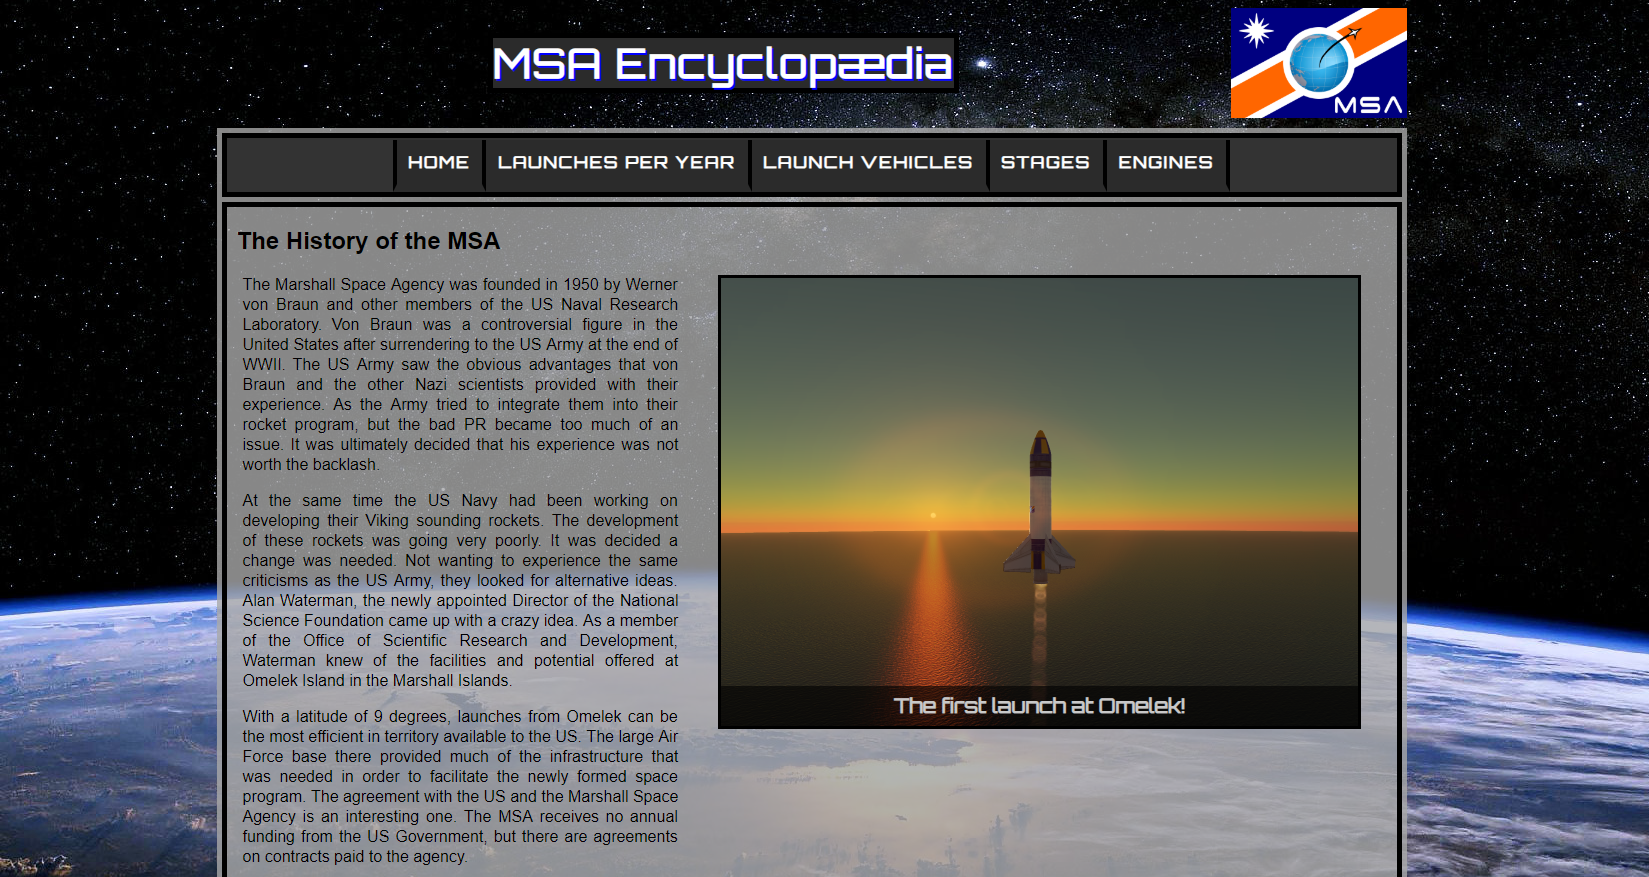 MSA Encyclopædia
MSA
HOME LAUNCHES PER YEAR LAUNCH VEHICLES STAGES ENGINES
The History of the MSA
The Marshall Space Agency was founded in 1950 by Werner
von Braun and other members of the US Naval Research
Laboratory. Von Braun was a controversial figure in the
United States after surrendering to the US Army at the end of
WWII. The US Army saw the obvious advantages that von
Braun and the other Nazi scientists provided with their
experience. As the Army tried to integrate them into their
rocket program, but the bad PR became too much of an
issue. It was ultimately decided that his experience was not
worth the backlash.
At the same time the US Navy had been working on
developing their Viking sounding rockets. The development
of these rockets was going very poorly. It was decided a
change was needed. Not wanting to experience the same
criticisms as the US Army, they looked for alternative ideas.
Alan Waterman, the newly appointed Director of the National
Science Foundation came up with a crazy idea. As a member
of the Office of Scientific Research and Development,
Waterman knew of the facilities and potential offered at
Omelek Island in the Marshall Islands.
With a latitude of 9 degrees, launches from Omelek can be
the most efficient in territory available to the US. The large Air
Force base there provided much of the infrastructure that
was needed in order to facilitate the newly formed space
program. The agreement with the US and the Marshall Space
Agency is an interesting one. The MSA receives no annual
funding from the US Government, but there are agreements
on contracts paid to the agency.
The first launch at Omelek!